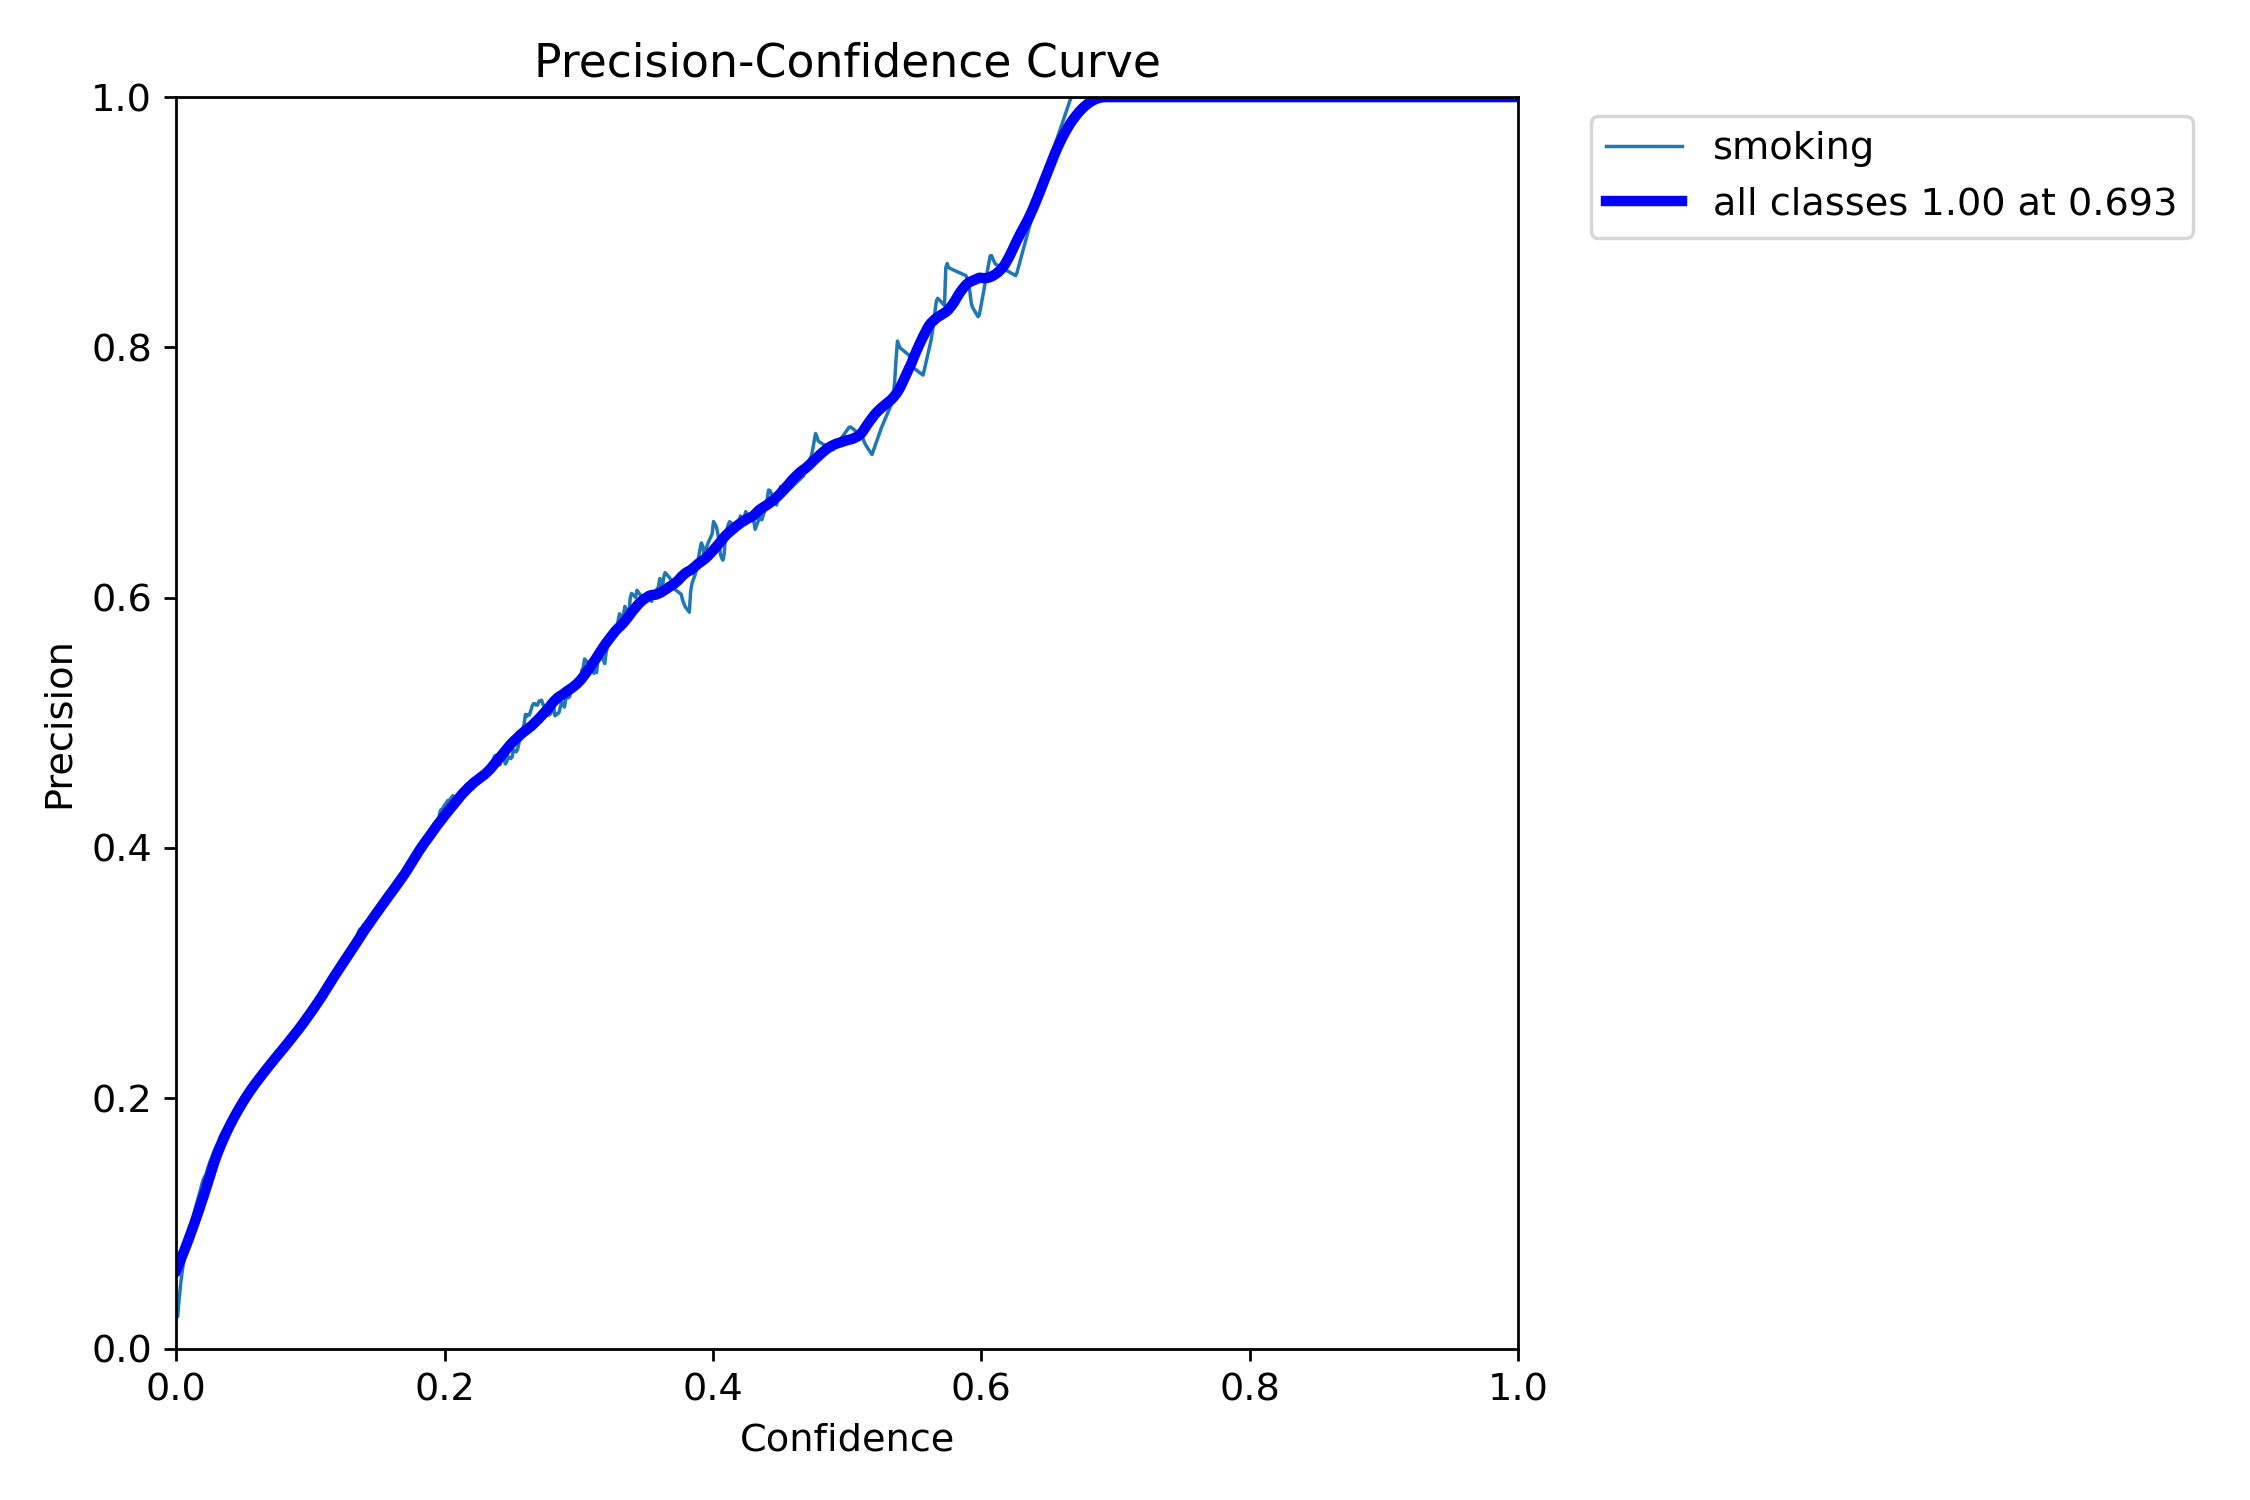 Precision-Confidence Curve
1.0
0.8
0.6
0.4
0.2
0.0
Precision
0.0 0.2 0.4 0.6 0.8 1.0
Confidence
smoking
all classes 1.00 at 0.693